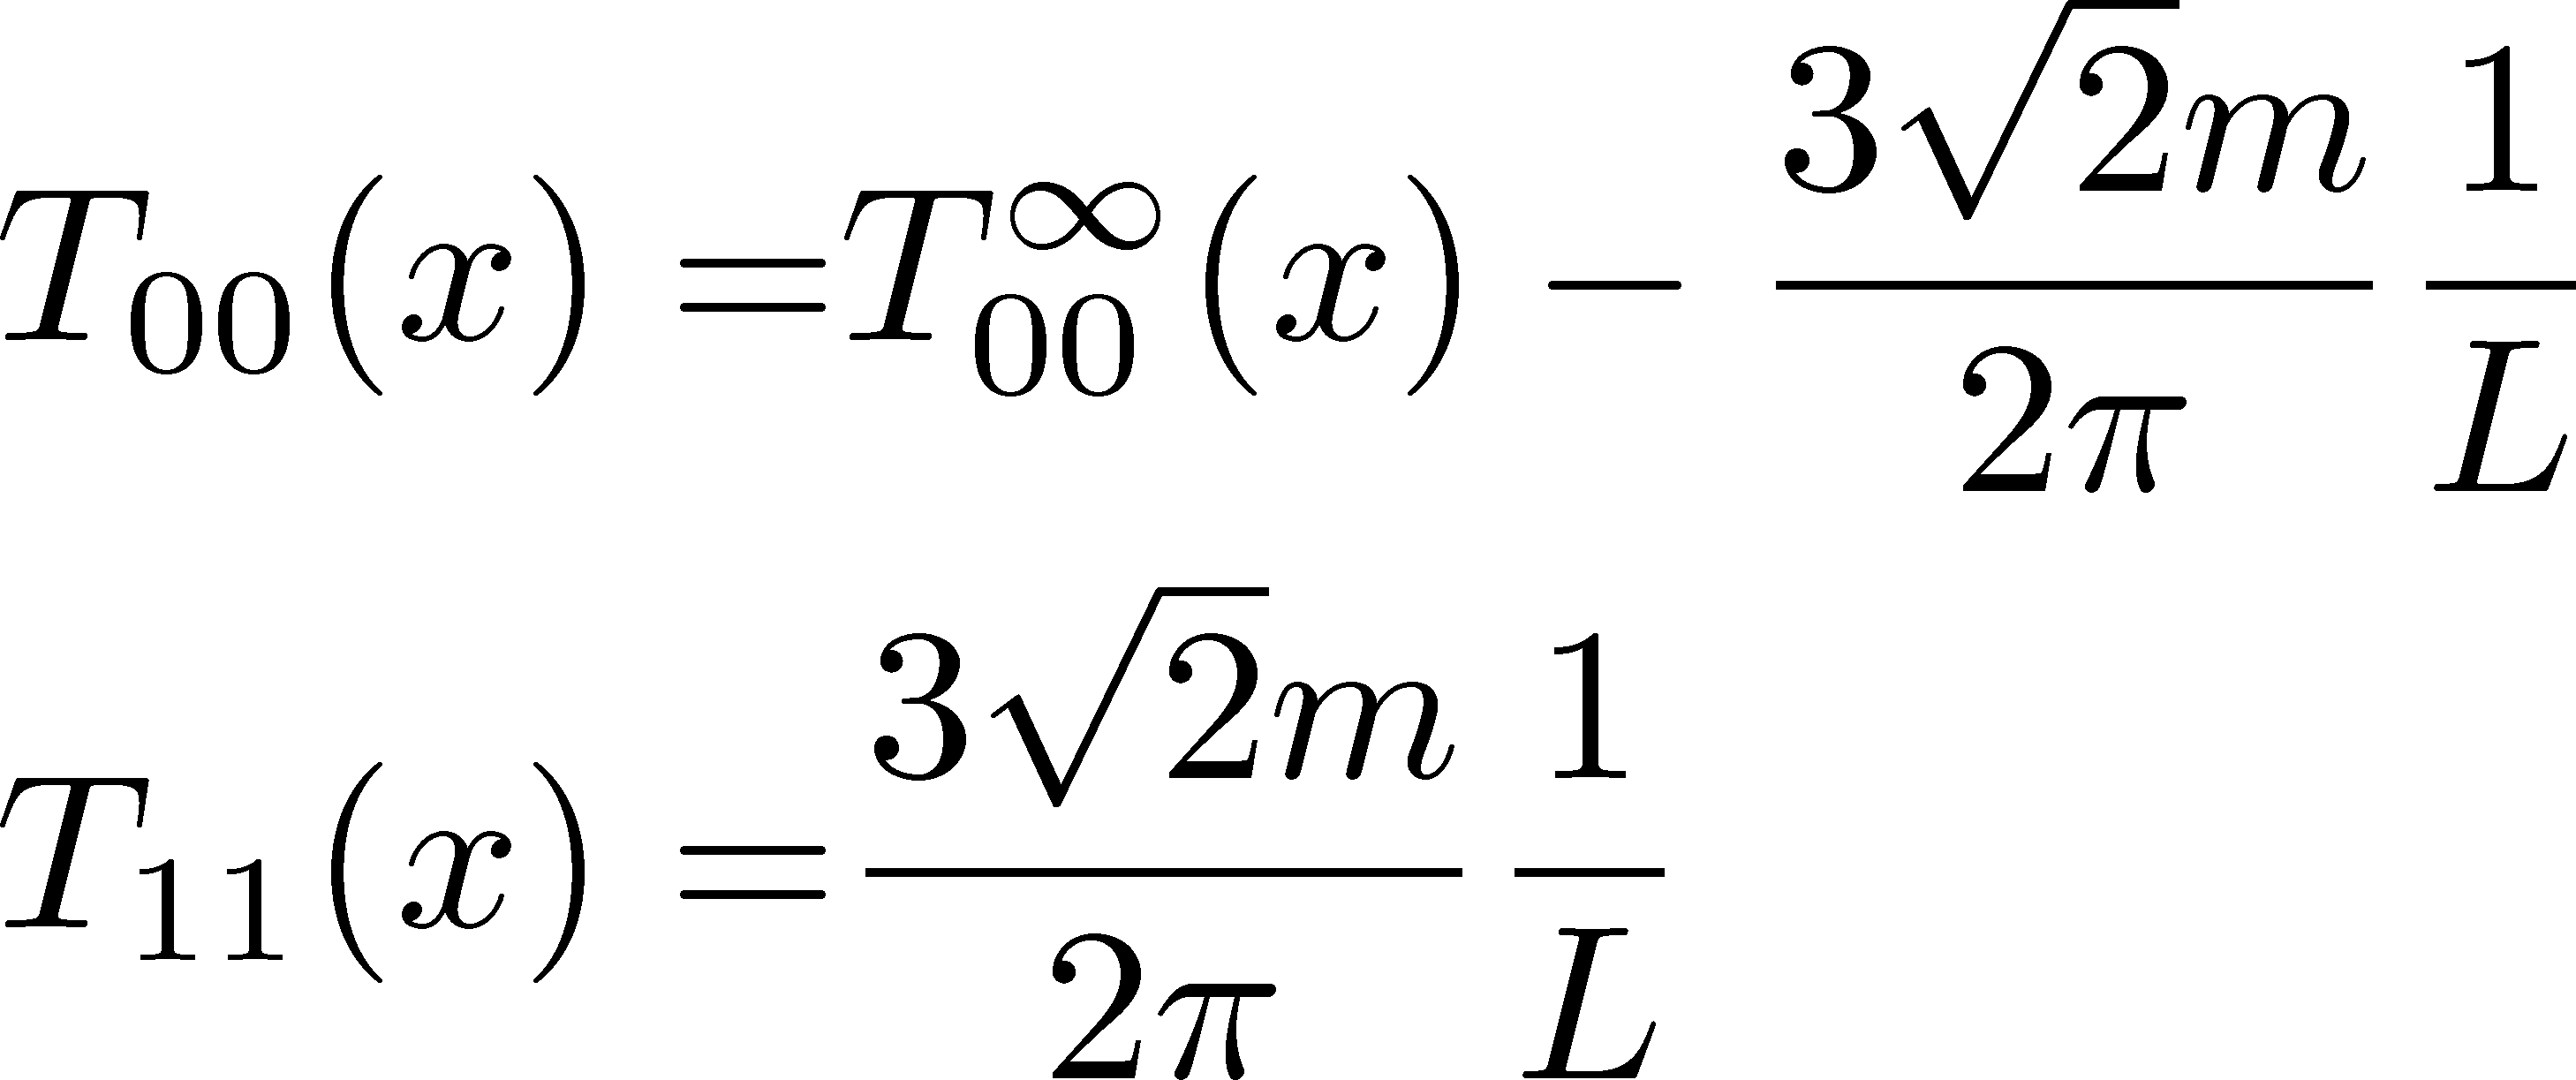 $T_{00}(x) = T_{00}^{\infty}(x) - \frac{3\sqrt{2}m}{2\pi} \frac{1}{L}$
$T_{11}(x) = \frac{3\sqrt{2}m}{2\pi} \frac{1}{L}$